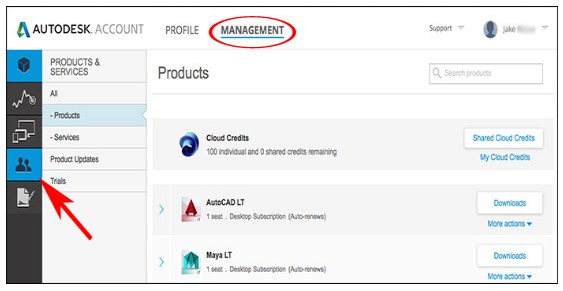 AUTODESK. ACCOUNT
PROFILE
MANAGEMENT
Support
Jake
PRODUCTS &
SERVICES
All
- Products
- Services
Product Updates
Trials
Products
Search products
Cloud Credits
100 individual and 0 shared credits remaining
Shared Cloud Credits
My Cloud Credits
AutoCAD LT
1 seat . Desktop Subscription (Auto-renews)
Downloads
More actions
Maya LT
1 seat . Desktop Subscription (Auto-renews)
Downloads
More actions